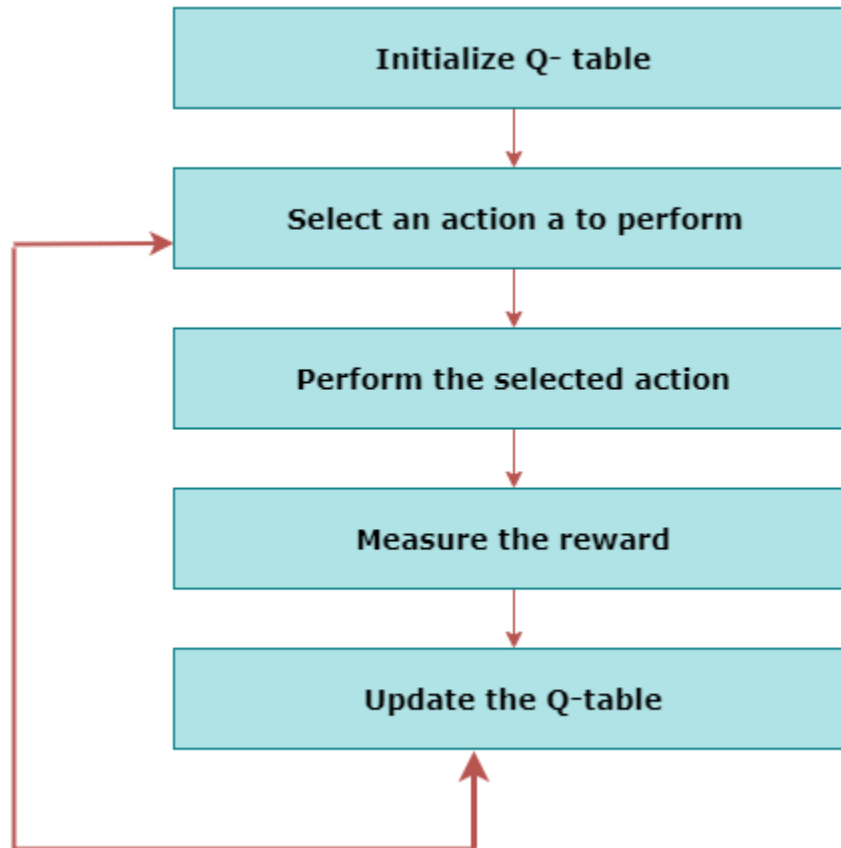 Initialize Q- table
Select an action a to perform
Perform the selected action
Measure the reward
Update the Q-table